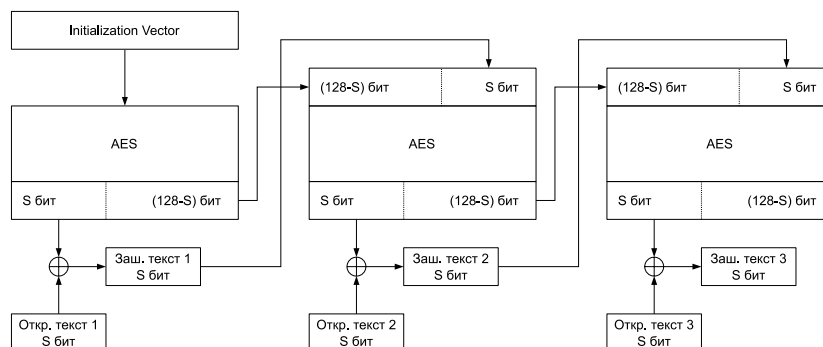 Initialization Vector
(128-S) бит
S бит
(128-S) бит
S бит
AES
AES
AES
S бит
(128-S) бит
S бит
(128-S) бит
S бит
(128-S) бит
Заш. текст 1
S бит
Заш. текст 2
S бит
Заш. текст 3
S бит
Откр. текст 1
S бит
Откр. текст 2
S бит
Откр. текст 3
S бит